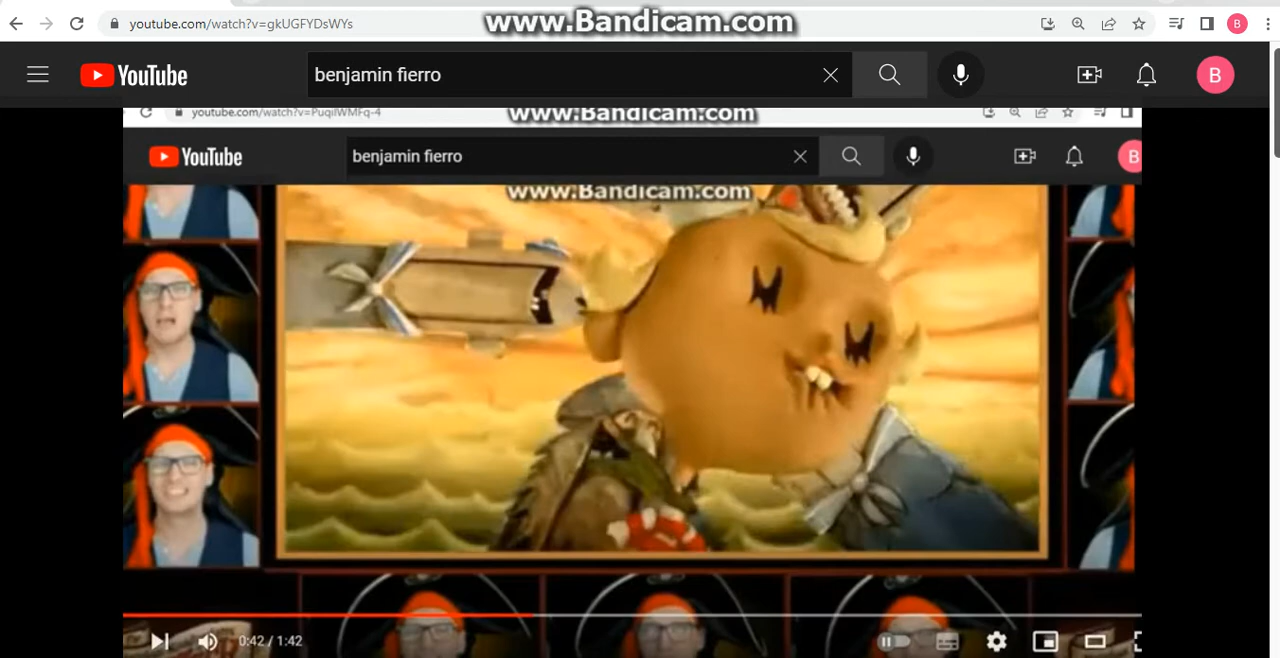 youtube.com/watch?v=gkUGFYDsWYs
www.Bandicam.com
B
YouTube
benjamin fierro
B
youtube.com/watch?v=PuqilWMFq-4
www.Bandicam.com
YouTube
benjamin fierro
B
www.Bandicam.com
0:42 / 1:42